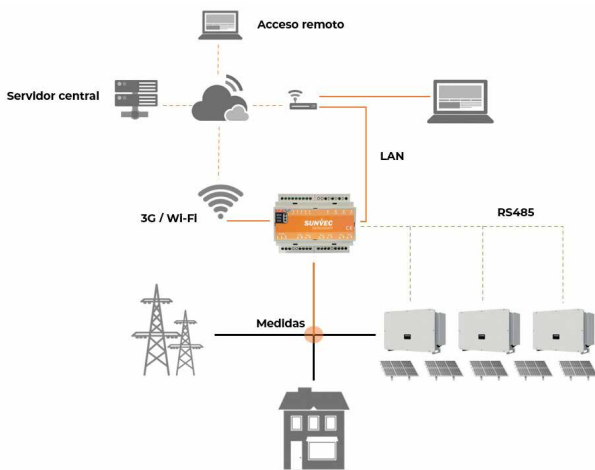 Acceso remoto
Servidor central
LAN
3G / Wi-Fi
SUNVEC
RS485
Medidas